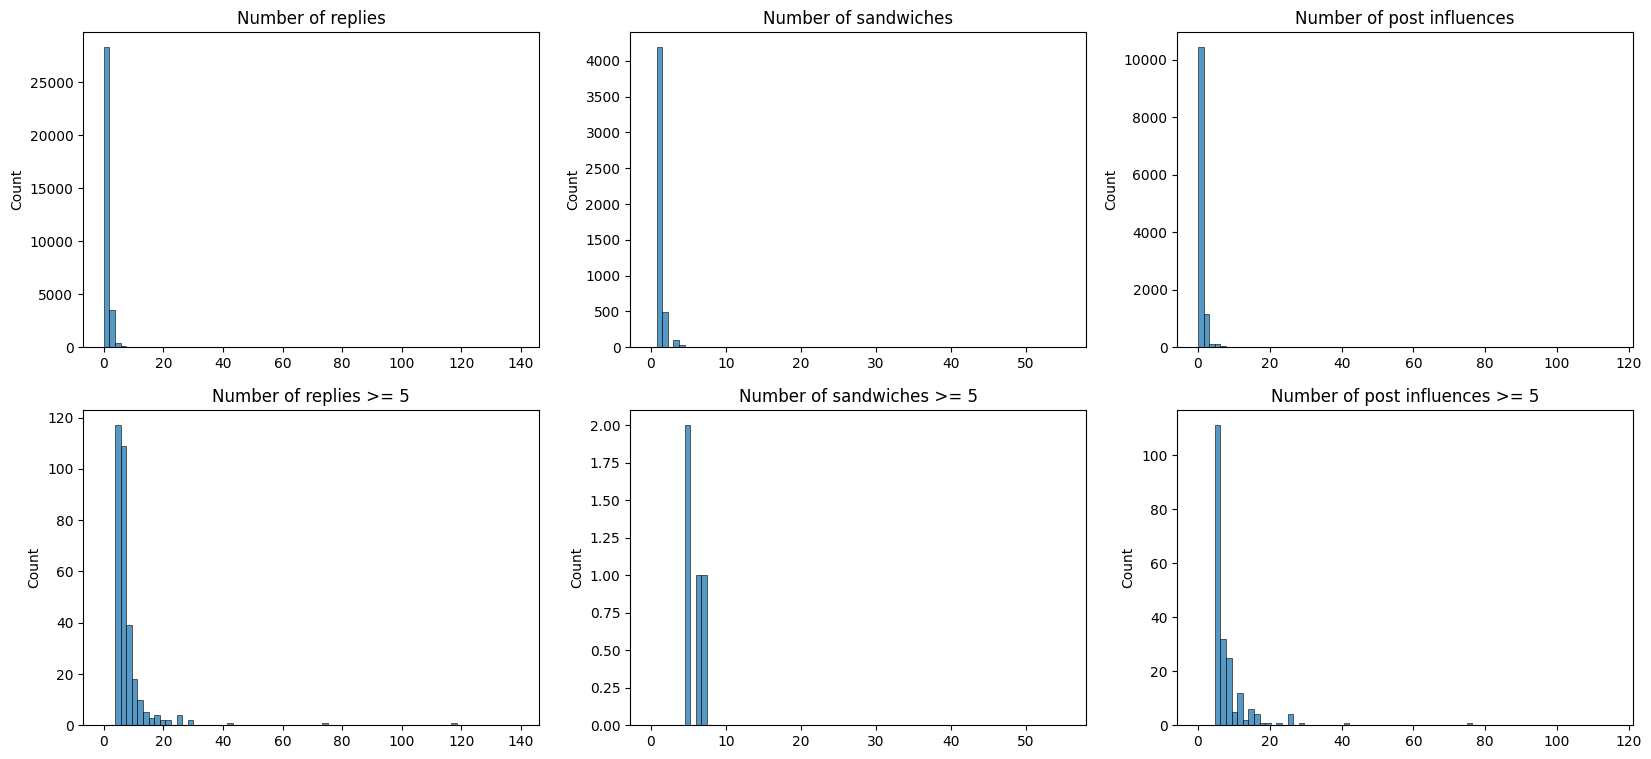 Number of replies
Number of sandwiches
Number of post influences
Count
25000
20000
15000
10000
5000
0
0 20 40 60 80 100 120 140
Count
4000
3500
3000
2500
2000
1500
1000
500
0
0 10 20 30 40 50
Count
10000
8000
6000
4000
2000
0
0 20 40 60 80 100 120
Number of replies >= 5
Number of sandwiches >= 5
Number of post influences >= 5
Count
120
100
80
60
40
20
0
0 20 40 60 80 100 120 140
Count
2.00
1.75
1.50
1.25
1.00
0.75
0.50
0.25
0.00
0 10 20 30 40 50
Count
100
80
60
40
20
0
0 20 40 60 80 100 120